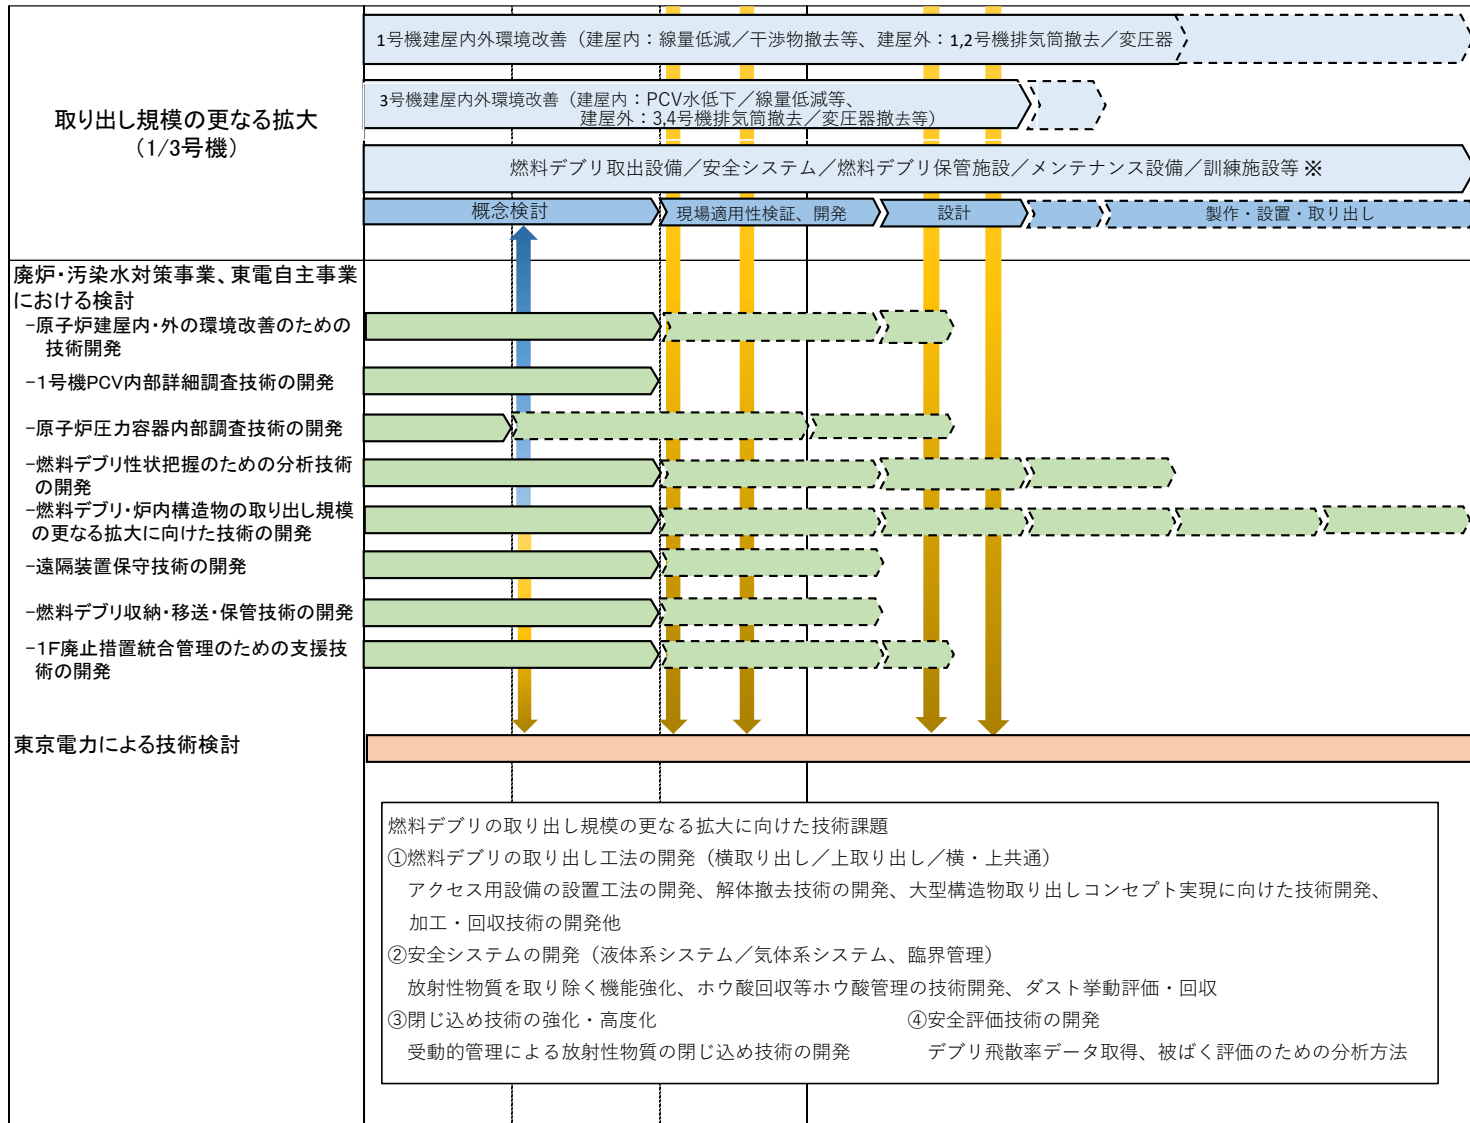 取り出し規模の更なる拡大
（1/3号機）
1号機建屋内外環境改善（建屋内：線量低減／干渉物撤去等、建屋外：1,2号機排気筒撤去／変圧器
3号機建屋内外環境改善（建屋内：PCV水低下／線量低減等、
建屋外：3,4号機排気筒撤去／変圧器撤去等）
燃料デブリ取出設備／安全システム／燃料デブリ保管施設／メンテナンス設備／訓練施設等 ※
概念検討
現場適用性検証、開発
設計
製作・設置・取り出し
廃炉・汚染水対策事業、東電自主事業
における検討
-原子炉建屋内・外の環境改善のための
技術開発
-1号機PCV内部詳細調査技術の開発
-原子炉圧力容器内部調査技術の開発
-燃料デブリ性状把握のための分析技術
の開発
-燃料デブリ・炉内構造物の取り出し規模
の更なる拡大に向けた技術の開発
-遠隔装置保守技術の開発
-燃料デブリ収納・移送・保管技術の開発
-1F廃止措置統合管理のための支援技
術の開発
東京電力による技術検討
燃料デブリの取り出し規模の更なる拡大に向けた技術課題
①燃料デブリの取り出し工法の開発（横取り出し／上取り出し／横・上共通）
アクセス用設備の設置工法の開発、解体撤去技術の開発、大型構造物取り出しコンセプト実現に向けた技術開発、
加工・回収技術の開発他
②安全システムの開発（液体系システム／気体系システム、臨界管理）
放射性物質を取り除く機能強化、ホウ酸回収等ホウ酸管理の技術開発、ダスト挙動評価・回収
③閉じ込め技術の強化・高度化
受動的管理による放射性物質の閉じ込め技術の開発
④安全評価技術の開発
デブリ飛散率データ取得、被ばく評価のための分析方法